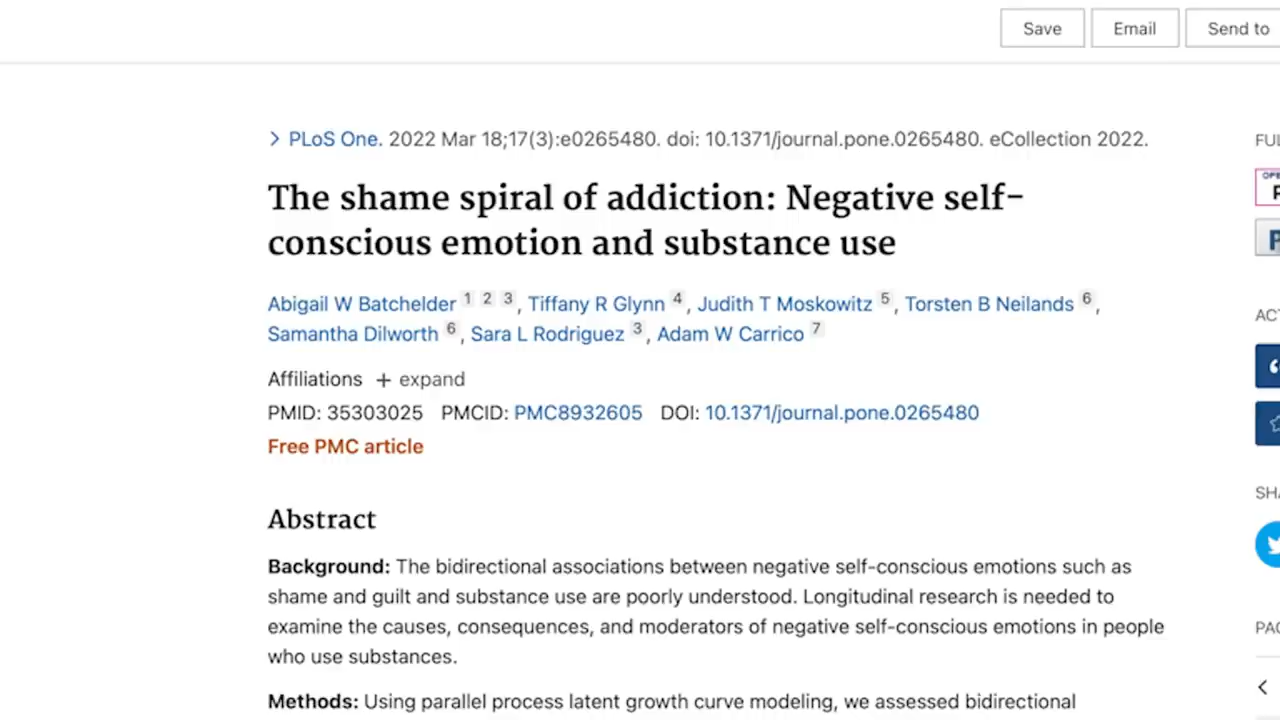 Save Email Send to
PLoS One. 2022 Mar 18;17(3):e0265480. doi: 10.1371/journal.pone.0265480. eCollection 2022.
The shame spiral of addiction: Negative self-
conscious emotion and substance use
Abigail W Batchelder 1 2 3, Tiffany R Glynn 4, Judith T Moskowitz 5, Torsten B Neilands 6,
Samantha Dilworth 6, Sara L Rodriguez 3, Adam W Carrico 7
Affiliations + expand
PMID: 35303025 PMCID: PMC8932605 DOI: 10.1371/journal.pone.0265480
Free PMC article
Abstract
Background: The bidirectional associations between negative self-conscious emotions such as
shame and guilt and substance use are poorly understood. Longitudinal research is needed to
examine the causes, consequences, and moderators of negative self-conscious emotions in people
who use substances.
Methods: Using parallel process latent growth curve modeling, we assessed bidirectional